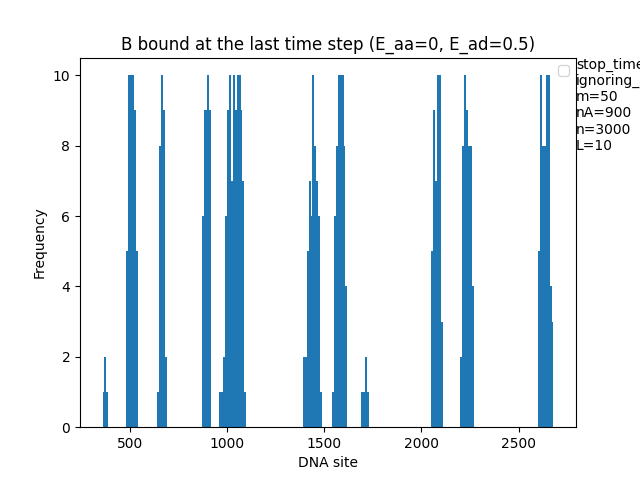 B bound at the last time step (E_aa=0, E_ad=0.5)
stop_time
ignoring_
m=50
nA=900
n=3000
L=10
10
8
6
4
2
0
Frequency
500
1000
1500
2000
2500
DNA site